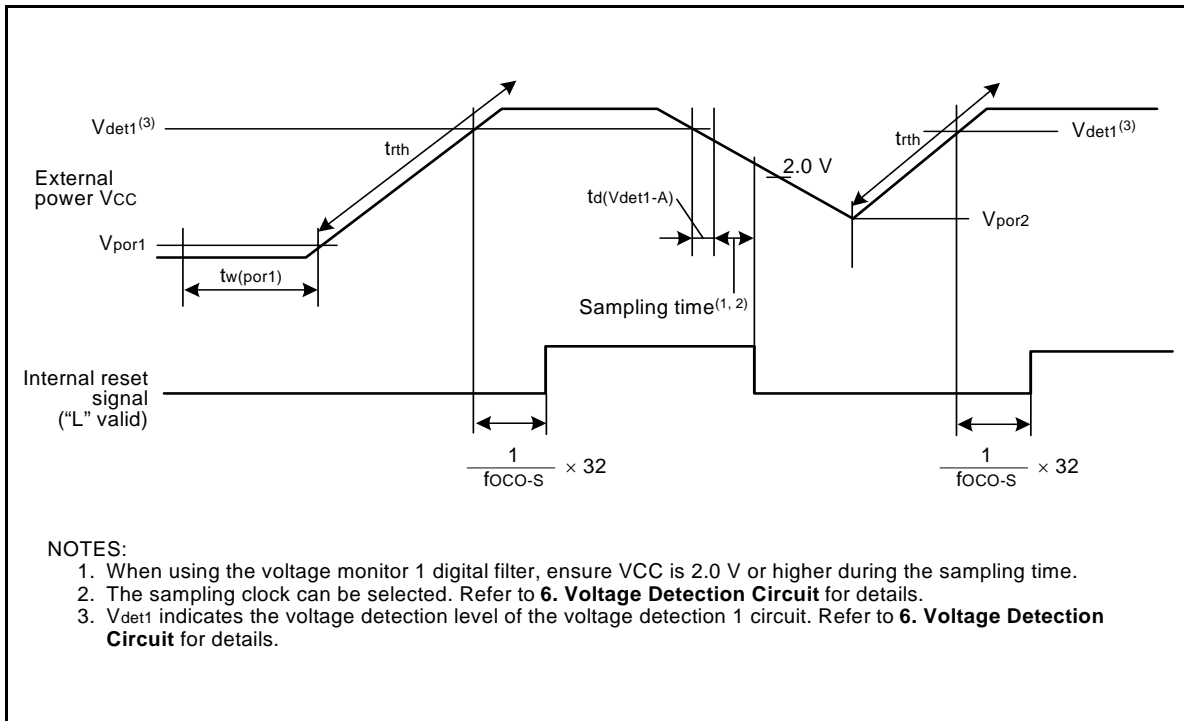 Vdet1(3)
trth
External
power VCC
Vpor1
tw(por1)
td(Vdet1-A)
2.0 V
Sampling time(1, 2)
trth
Vdet1(3)
Vpor2
Internal reset
signal
(“L” valid)
1
fOCO-S
× 32
1
fOCO-S
× 32
NOTES:
1. When using the voltage monitor 1 digital filter, ensure VCC is 2.0 V or higher during the sampling time.
2. The sampling clock can be selected. Refer to 6. Voltage Detection Circuit for details.
3. Vdet1 indicates the voltage detection level of the voltage detection 1 circuit. Refer to 6. Voltage Detection
Circuit for details.